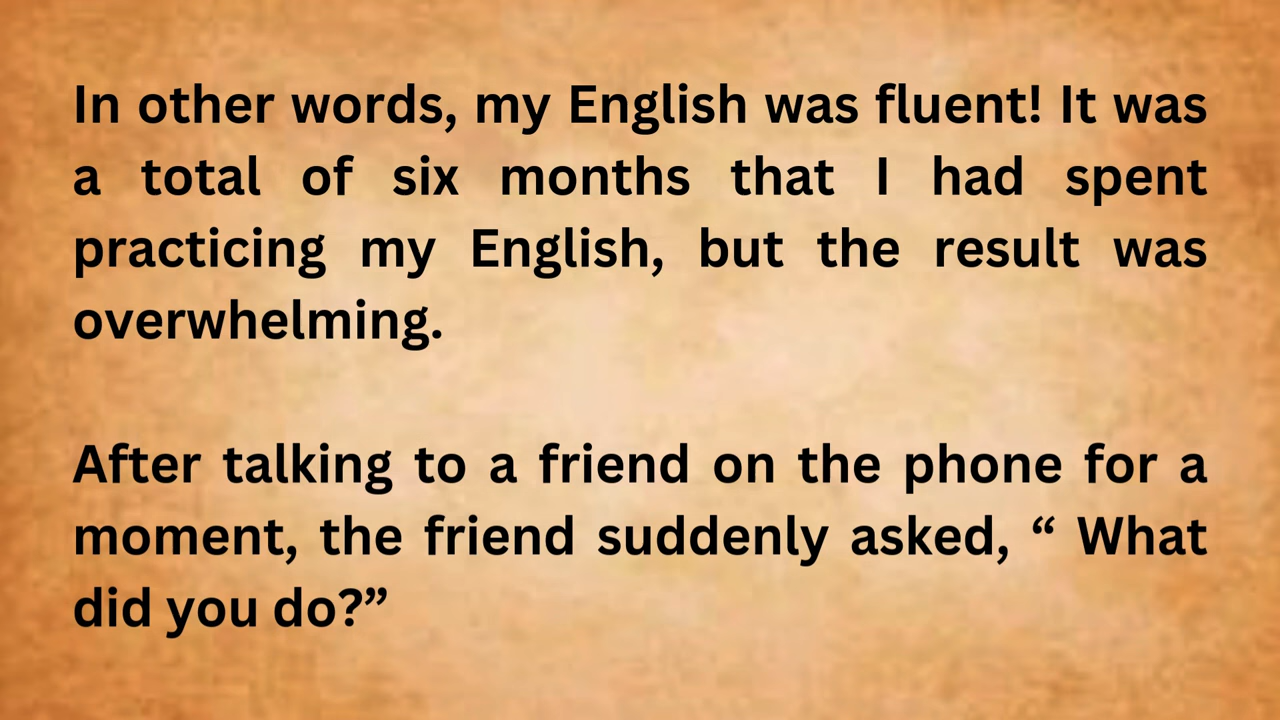 In other words, my English was fluent! It was
a total of six months that I had spent
practicing my English, but the result was
overwhelming.
After talking to a friend on the phone for a
moment, the friend suddenly asked, “ What
did you do?”